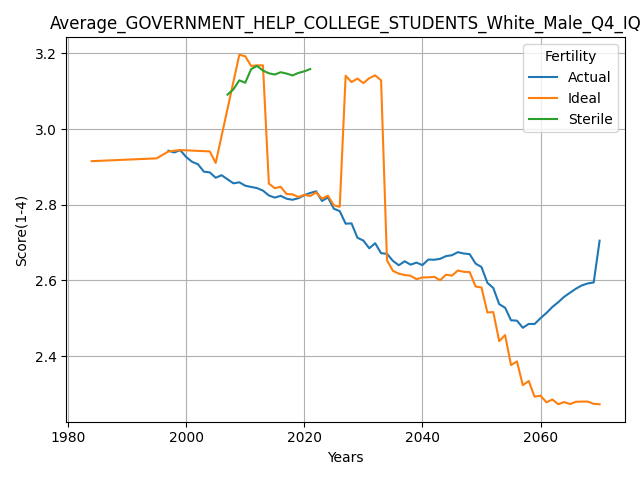 Average_GOVERNMENT_HELP_COLLEGE_STUDENTS_White_Male_Q4_IQ
Fertility
Actual
Ideal
Sterile
Score(1-4)
3.2
3.0
2.8
2.6
2.4
1980
2000
2020
2040
2060
Years